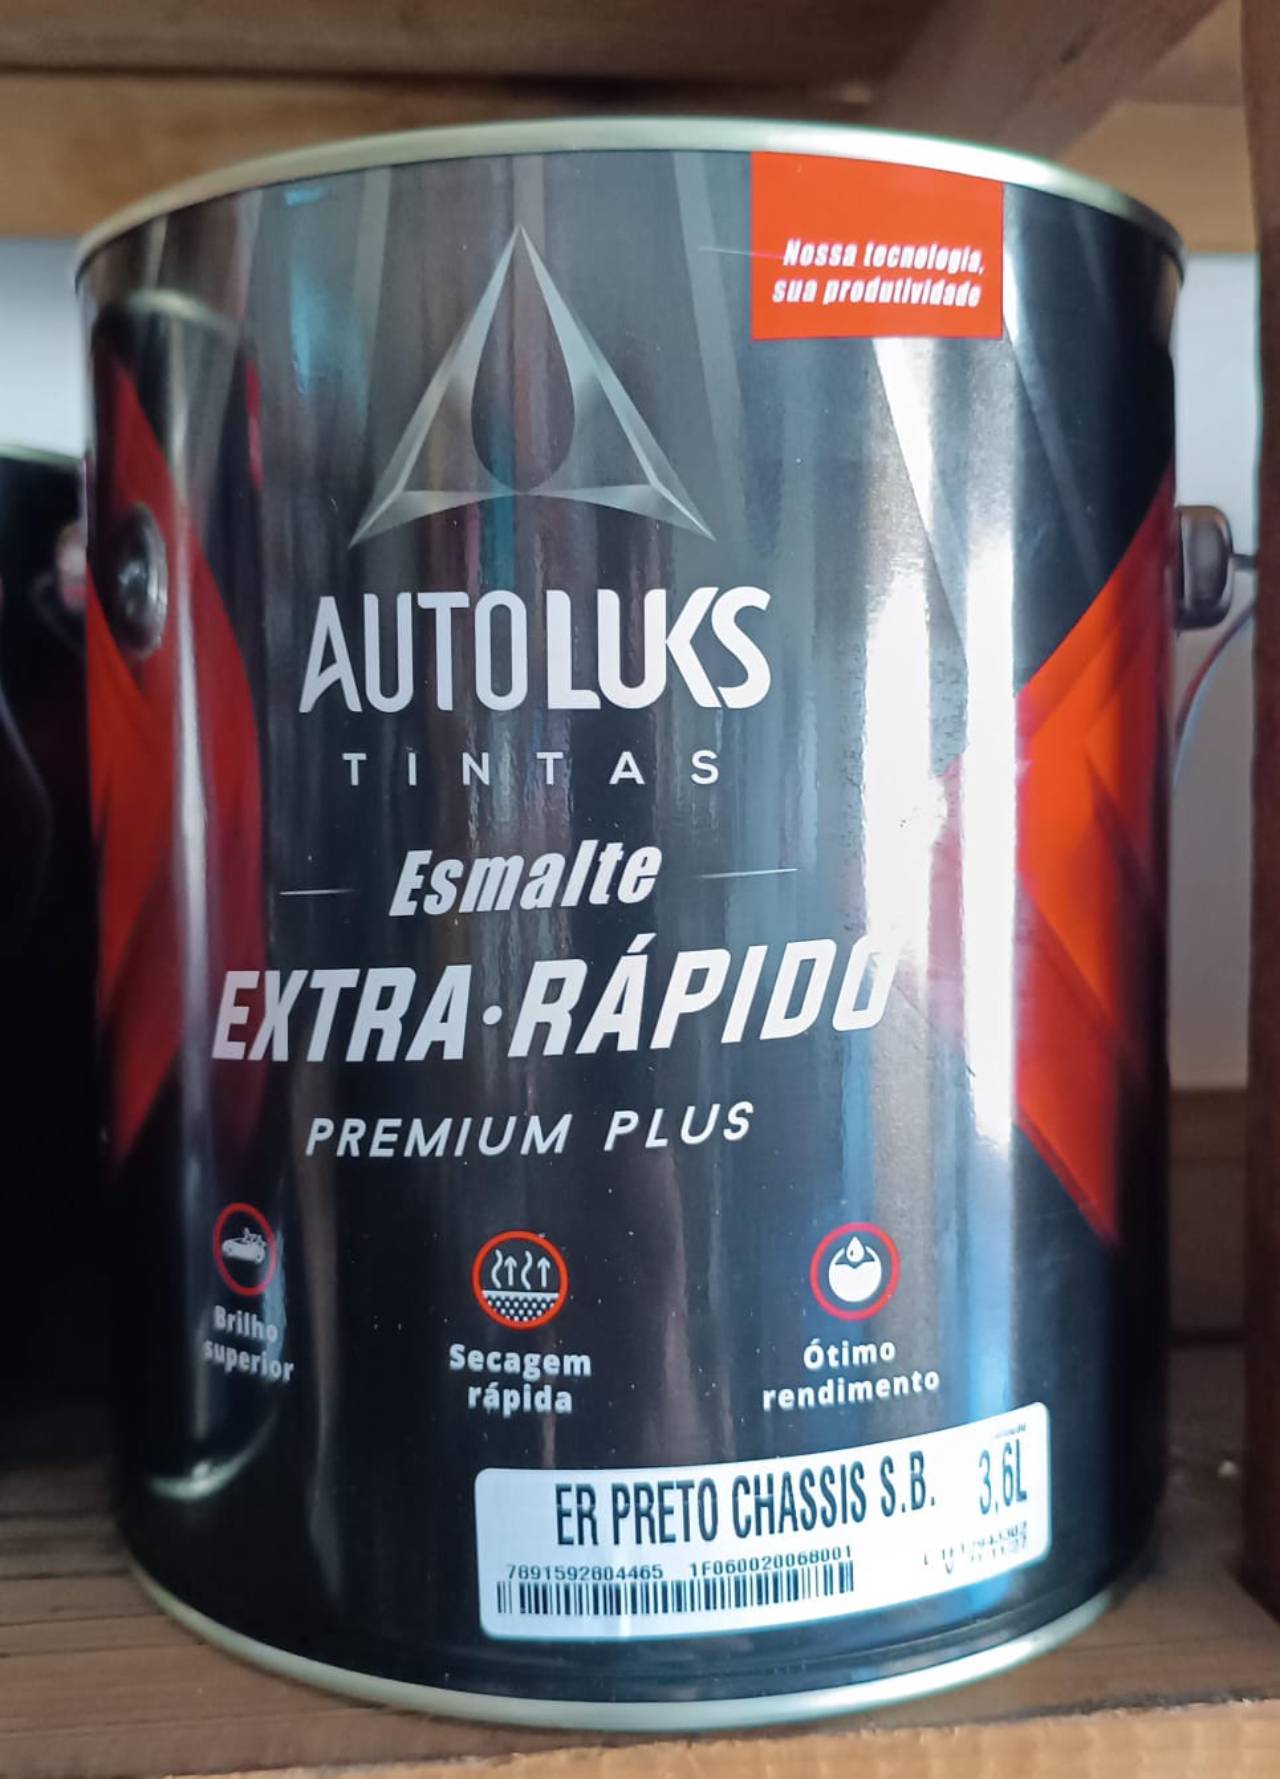 Nossa tecnologia,
sua produtividade
AUTOLUKS
TINTAS
Esmalte
EXTRA·RÁPIDO
PREMIUM PLUS
Brilho
superior
Secagem
rápida
Ótimo
rendimento
ER PRETO CHASSIS S.B. 3,6L
7891592804465 1F060020068001